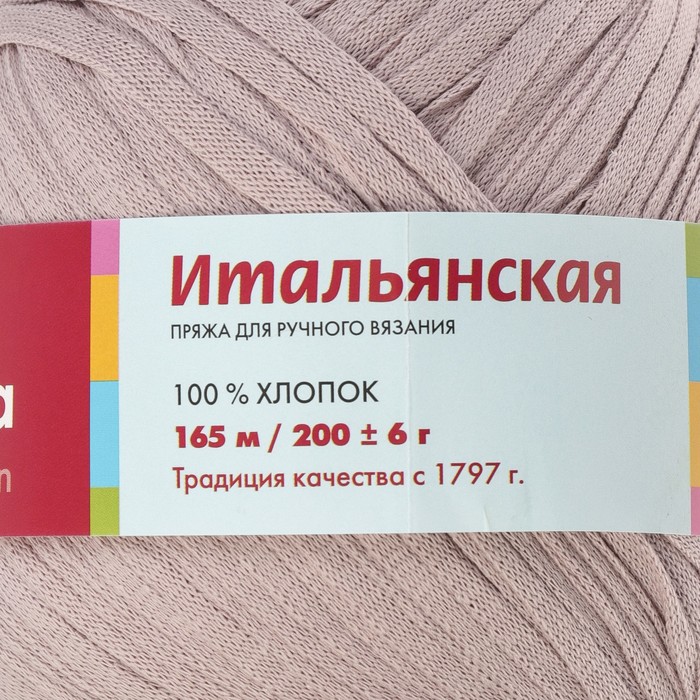 Итальянская
ПРЯЖА ДЛЯ РУЧНОГО ВЯЗАНИЯ
100 % ХЛОПОК
165 м / 200 ± 6 г
Традиция качества с 1797 г.